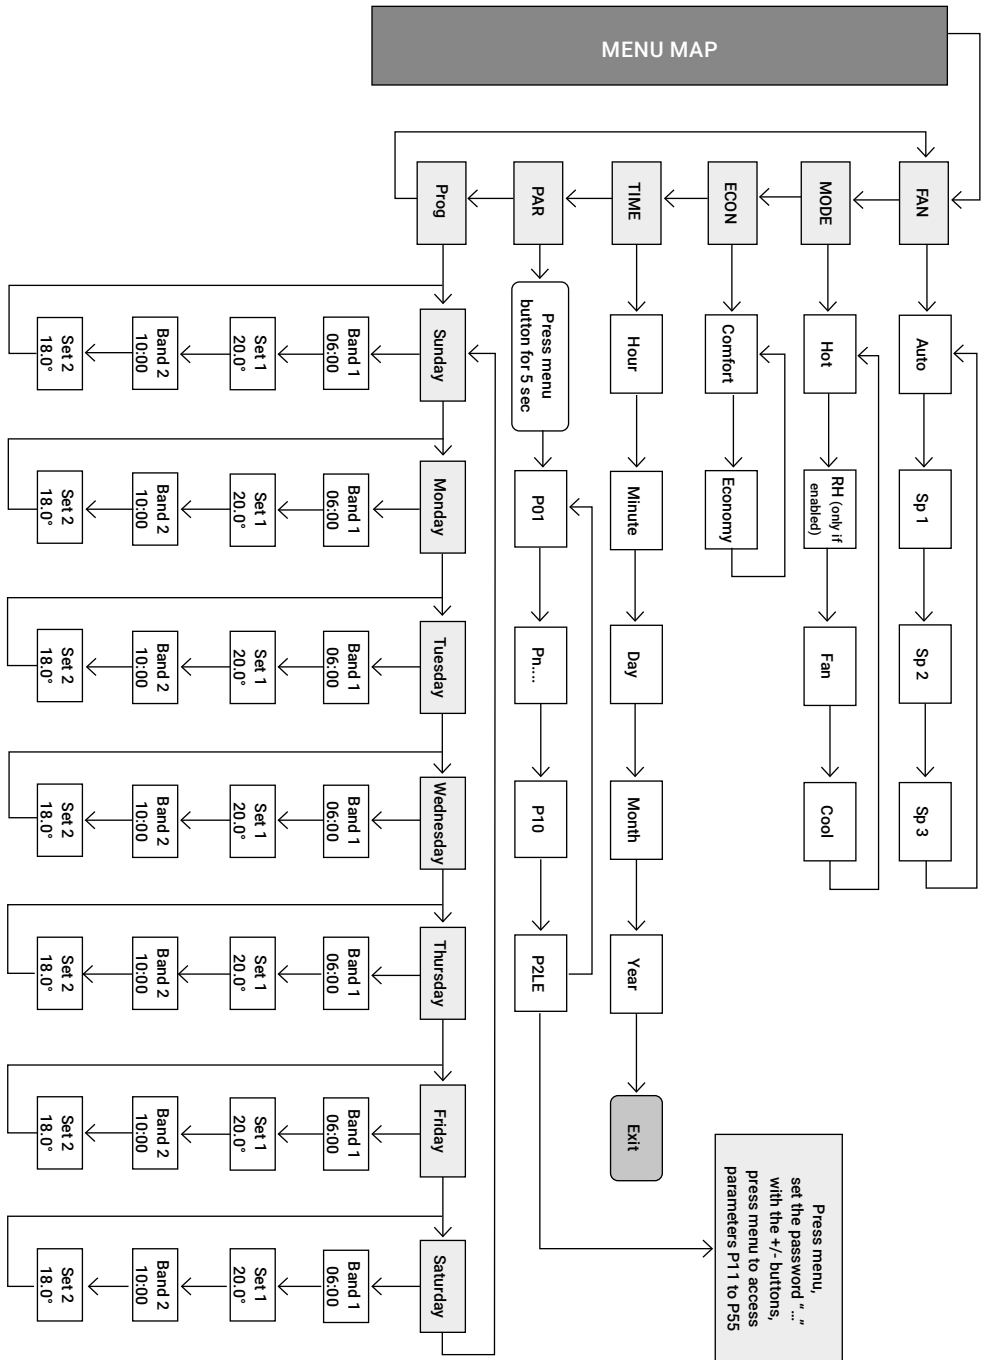 MENU MAP
FAN
Auto
Sp 1
Sp 2
Sp 3
MODE
Hot
RH (only if
enabled)
Fan
Cool
ECON
Comfort
Economy
TIME
Hour
Minute
Day
Month
Year
Exit
PAR
Press menu
button for 5 sec
P01
Pn....
P10
P2LE
Press menu,
set the password “ ...”
with the +/- buttons,
press menu to access
parameters P11 to P55
Prog
Sunday
Band 1
06:00
Set 1
20.0°
Band 2
10:00
Set 2
18.0°
Monday
Band 1
06:00
Set 1
20.0°
Band 2
10:00
Set 2
18.0°
Tuesday
Band 1
06:00
Set 1
20.0°
Band 2
10:00
Set 2
18.0°
Wednesday
Band 1
06:00
Set 1
20.0°
Band 2
10:00
Set 2
18.0°
Thursday
Band 1
06:00
Set 1
20.0°
Band 2
10:00
Set 2
18.0°
Friday
Band 1
06:00
Set 1
20.0°
Band 2
10:00
Set 2
18.0°
Saturday
Band 1
06:00
Set 1
20.0°
Band 2
10:00
Set 2
18.0°